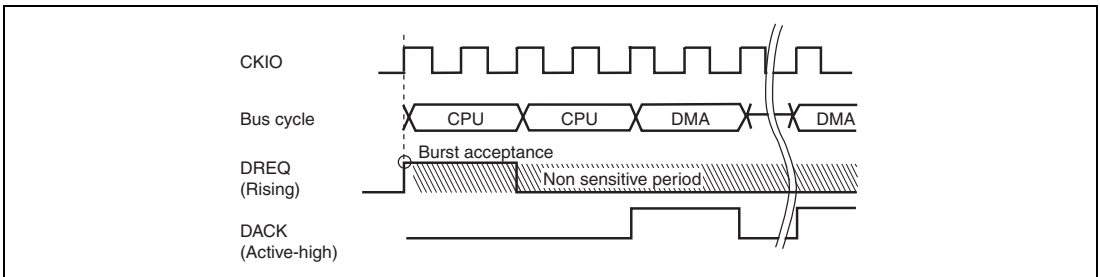 CKIO
Bus cycle
CPU CPU DMA DMA
Burst acceptance
DREQ
(Rising)
Non sensitive period
DACK
(Active-high)